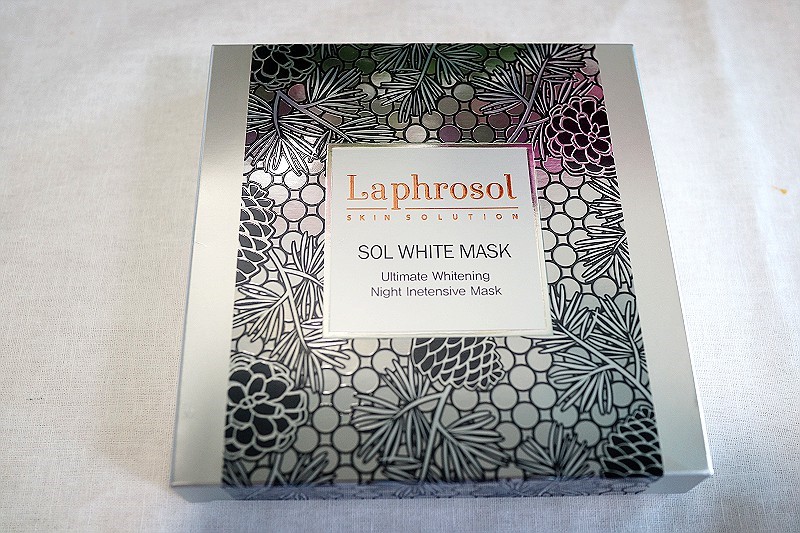 Laphrosol
SKIN SOLUTION
SOL WHITE MASK
Ultimate Whitening
Night Inetensive Mask